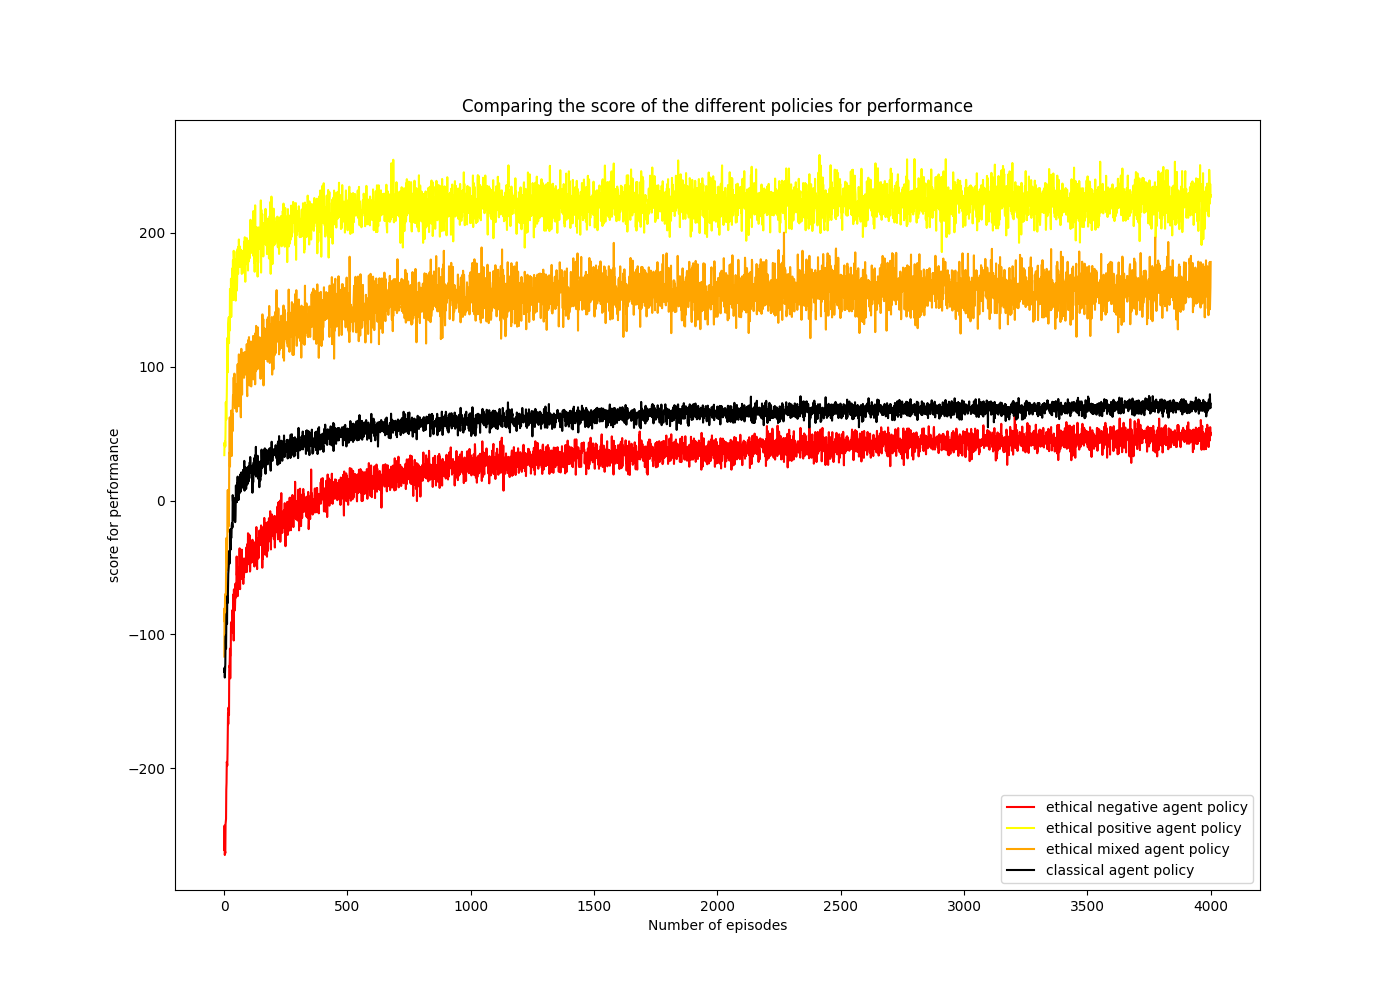 Comparing the score of the different policies for performance
score for performance
200
100
0
−100
−200
0 500 1000 1500 2000 2500 3000 3500 4000
Number of episodes
ethical negative agent policy
ethical positive agent policy
ethical mixed agent policy
classical agent policy